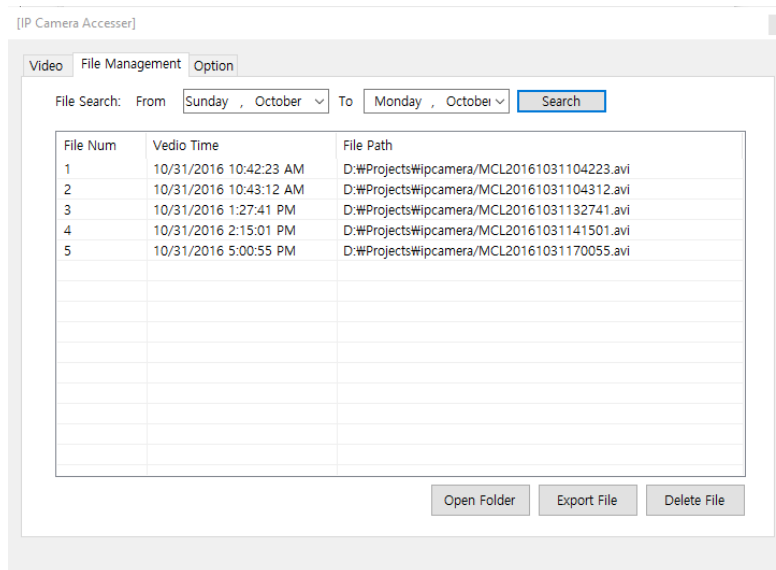 [IP Camera Accesser]
Video File Management Option
File Search: From Sunday , October To Monday , October Search
File Num Vedio Time File Path
1 10/31/2016 10:42:23 AM D:₩Projects₩ipcamera/MCL20161031104223.avi
2 10/31/2016 10:43:12 AM D:₩Projects₩ipcamera/MCL20161031104312.avi
3 10/31/2016 1:27:41 PM D:₩Projects₩ipcamera/MCL20161031132741.avi
4 10/31/2016 2:15:01 PM D:₩Projects₩ipcamera/MCL20161031141501.avi
5 10/31/2016 5:00:55 PM D:₩Projects₩ipcamera/MCL20161031170055.avi
Open Folder Export File Delete File